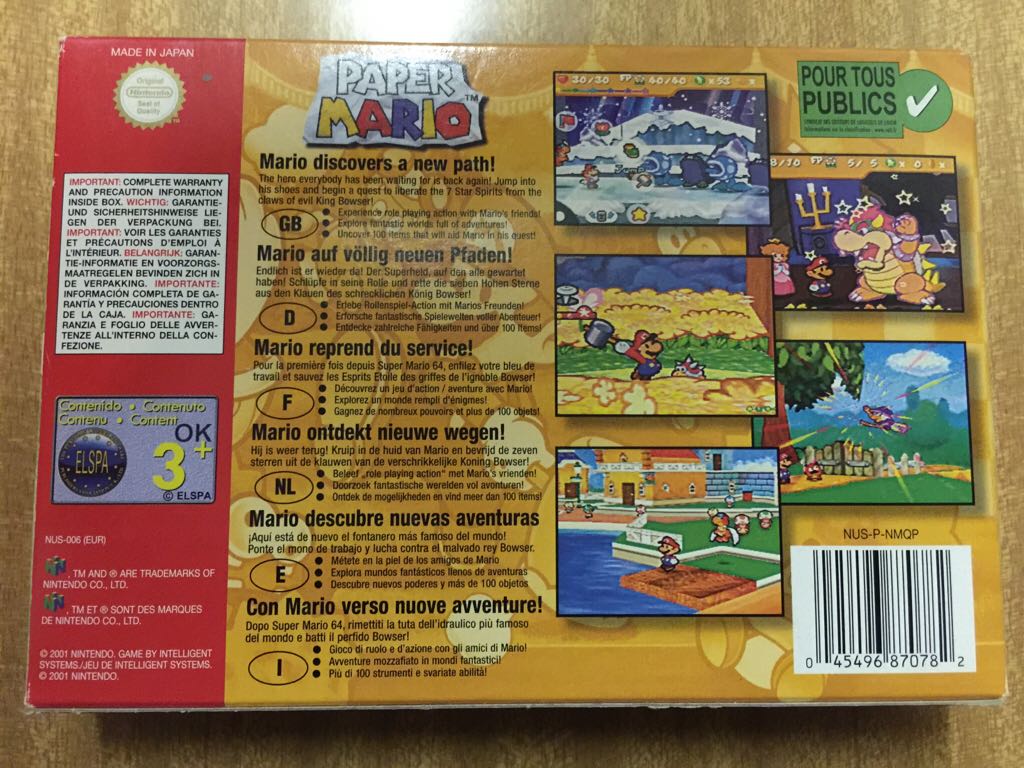 MADE IN JAPAN
Original
Nintendo
Seal of
Quality
TM
IMPORTANT: COMPLETE WARRANTY
AND PRECAUTION INFORMATION
INSIDE BOX. WICHTIG: GARANTIE-
UND SICHERHEITSHINWEISE LIE-
GEN DER VERPACKUNG BEI.
IMPORTANT: VOIR LES GARANTIES
ET PRÉCAUTIONS D'EMPLOI À
L'INTÉRIEUR. BELANGRIJK: GARAN-
TIE-INFORMATIE EN VOORZORGS-
MAATREGELEN BEVINDEN ZICH IN
DE VERPAKKING. IMPORTANTE:
INFORMACIÓN COMPLETA DE GA-
RANTÍA Y PRECAUCIONES DENTRO
DE LA CAJA. IMPORTANTE: GA-
RANZIA E FOGLIO DELLE AVVER-
TENZE ALL'INTERNO DELLA CON-
FEZIONE.
Contenido • Contenuto
Contenu • Content
ELSPA
OK
3+
© ELSPA
NUS-006 (EUR)
, TM AND ® ARE TRADEMARKS OF
NINTENDO CO., LTD.
, TM ET ® SONT DES MARQUES
DE NINTENDO CO., LTD.
© 2001 NINTENDO. GAME BY INTELLIGENT
SYSTEMS./JEU DE INTELLIGENT SYSTEMS.
© 2001 NINTENDO.
PAPER
MARIO™
Mario discovers a new path!
The hero everybody has been waiting for is back again! Jump into
his shoes and begin a quest to liberate the 7 Star Spirits from the
claws of evil King Bowser!
GB
● Experience role playing action with Mario's friends!
● Explore fantastic worlds full of adventures!
● Uncover 100 items that will aid Mario in his quest!
Mario auf völlig neuen Pfaden!
Endlich ist er wieder da! Der Superheld, auf den alle gewartet
haben! Schlüpfe in seine Rolle und rette die sieben Hohen Sterne
aus den Klauen des schrecklichen König Bowser!
D
● Erlebe Rollenspiel-Action mit Marios Freunden!
● Erforsche fantastische Spielewelten voller Abenteuer!
● Entdecke zahlreiche Fähigkeiten und über 100 Items!
Mario reprend du service!
Pour la première fois depuis Super Mario 64, enfilez votre bleu de
travail et sauvez les Esprits Etoile des griffes de l'ignoble Bowser!
F
● Découvrez un jeu d'action / aventure avec Mario!
● Explorez un monde rempli d'énigmes!
● Gagnez de nombreux pouvoirs et plus de 100 objets!
Mario ontdekt nieuwe wegen!
Hij is weer terug! Kruip in de huid van Mario en bevrijd de zeven
sterren uit de klauwen van de verschrikkelijke Koning Bowser!
NL
● Beleef „role playing action" met Mario's vrienden!
● Doorzoek fantastische werelden vol avonturen!
● Ontdek de mogelijkheden en vind meer dan 100 items!
Mario descubre nuevas aventuras
¡Aquí está de nuevo el fontanero más famoso del mundo!
Ponte el mono de trabajo y lucha contra el malvado rey Bowser.
E
● Métete en la piel de los amigos de Mario
● Explora mundos fantásticos llenos de aventuras
● Descubre nuevos poderes y más de 100 objetos
Con Mario verso nuove avventure!
Dopo Super Mario 64, rimettiti la tuta dell'idraulico più famoso
del mondo e batti il perfido Bowser!
I
● Gioco di ruolo e d'azione con gli amici di Mario!
● Avventure mozzafiato in mondi fantastici!
● Più di 100 strumenti e svariate abilità!
30/30 FP 40/40 ×53
Jump
POUR TOUS
PUBLICS
5/5 × 0
NUS-P-NMQP
0 45496 87078 2